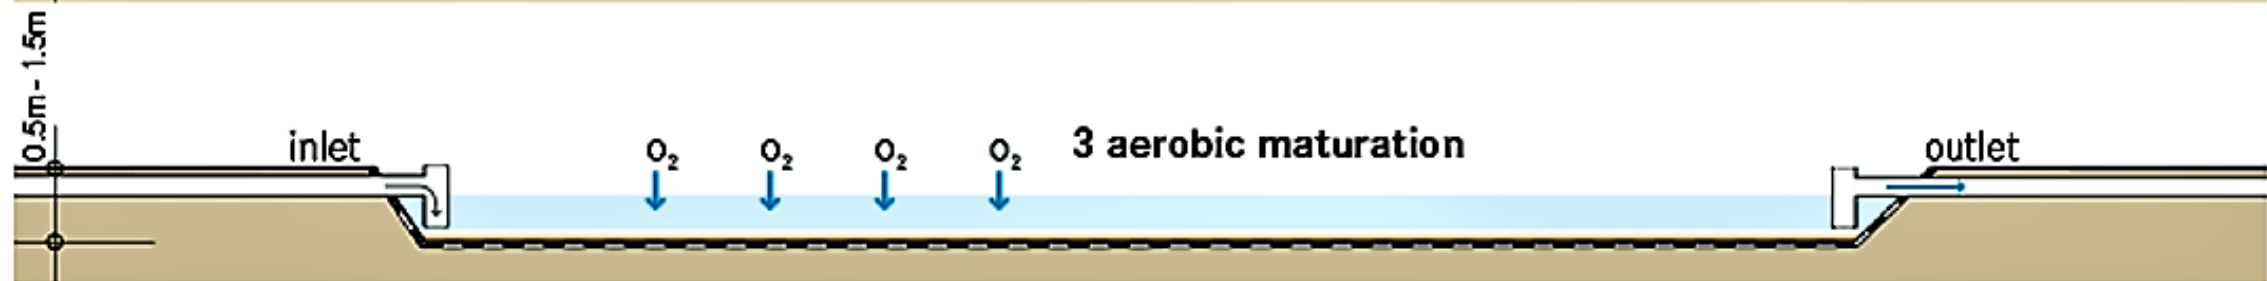 0.5m - 1.5m
inlet
O₂ O₂ O₂ O₂
3 aerobic maturation
outlet